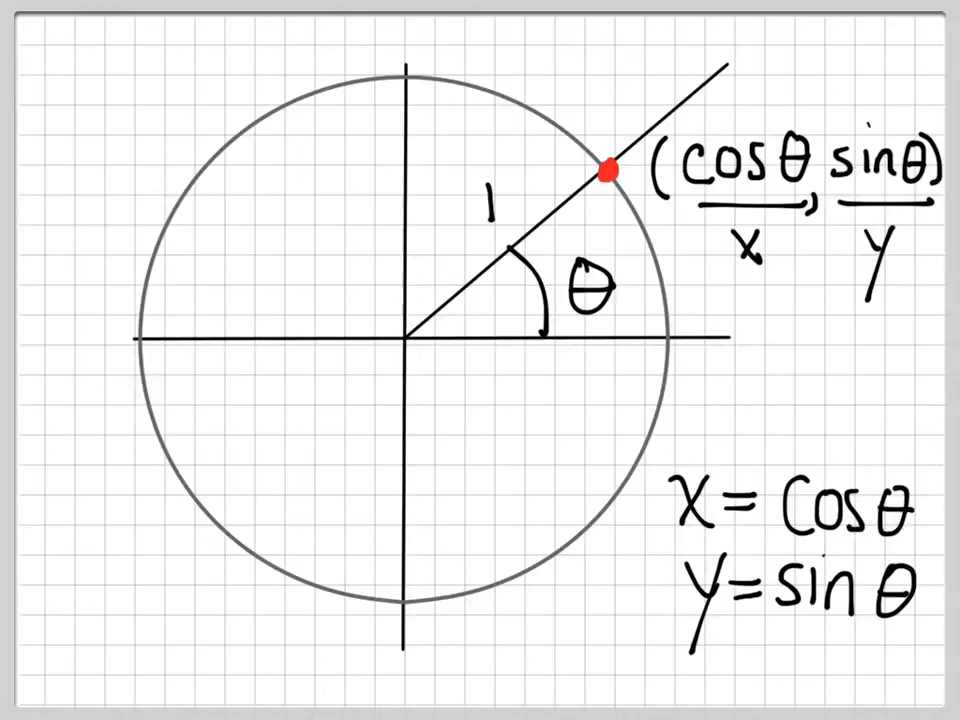 (cosθ, sinθ)
1
x y
θ
x = cosθ
y = sinθ